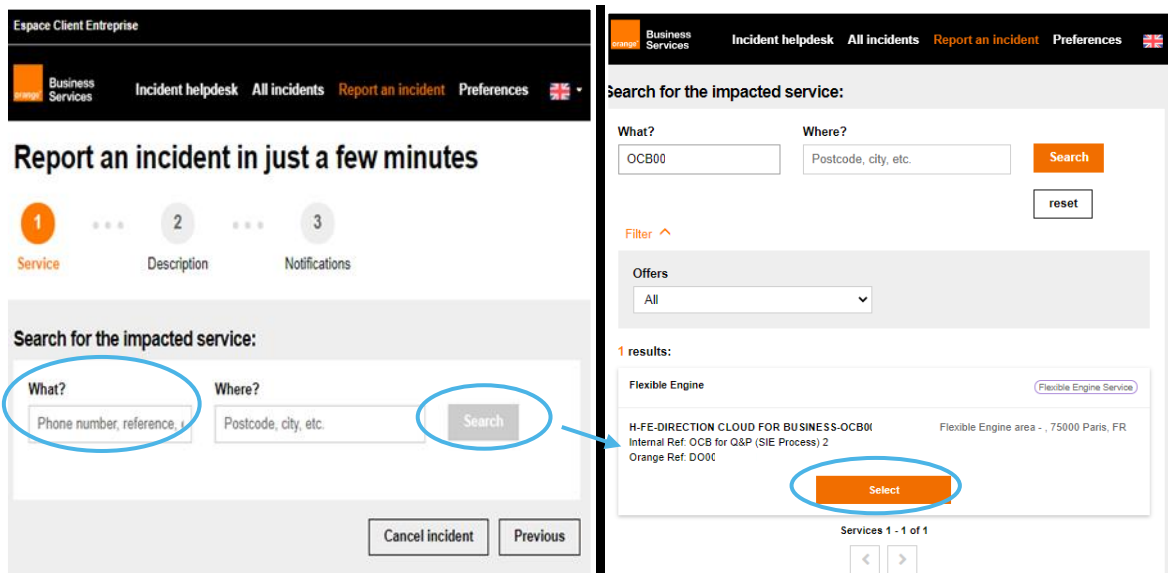 Espace Client Entreprise
orange
Business
Services
Incident helpdesk All incidents Report an incident Preferences
Report an incident in just a few minutes
1 2 3
Service Description Notifications
Search for the impacted service:
What? Where?
Phone number, reference, Postcode, city, etc. Search
Cancel incident Previous
orange
Business
Services
Incident helpdesk All incidents Report an incident Preferences
Search for the impacted service:
What? Where?
OCB00 Postcode, city, etc. Search
reset
Filter
Offers
All
1 results:
Flexible Engine Flexible Engine Service
H-FE-DIRECTION CLOUD FOR BUSINESS-OCB00 Flexible Engine area - , 75000 Paris, FR
Internal Ref: OCB for Q&P (SIE Process) 2
Orange Ref: DO00
Select
Services 1 - 1 of 1